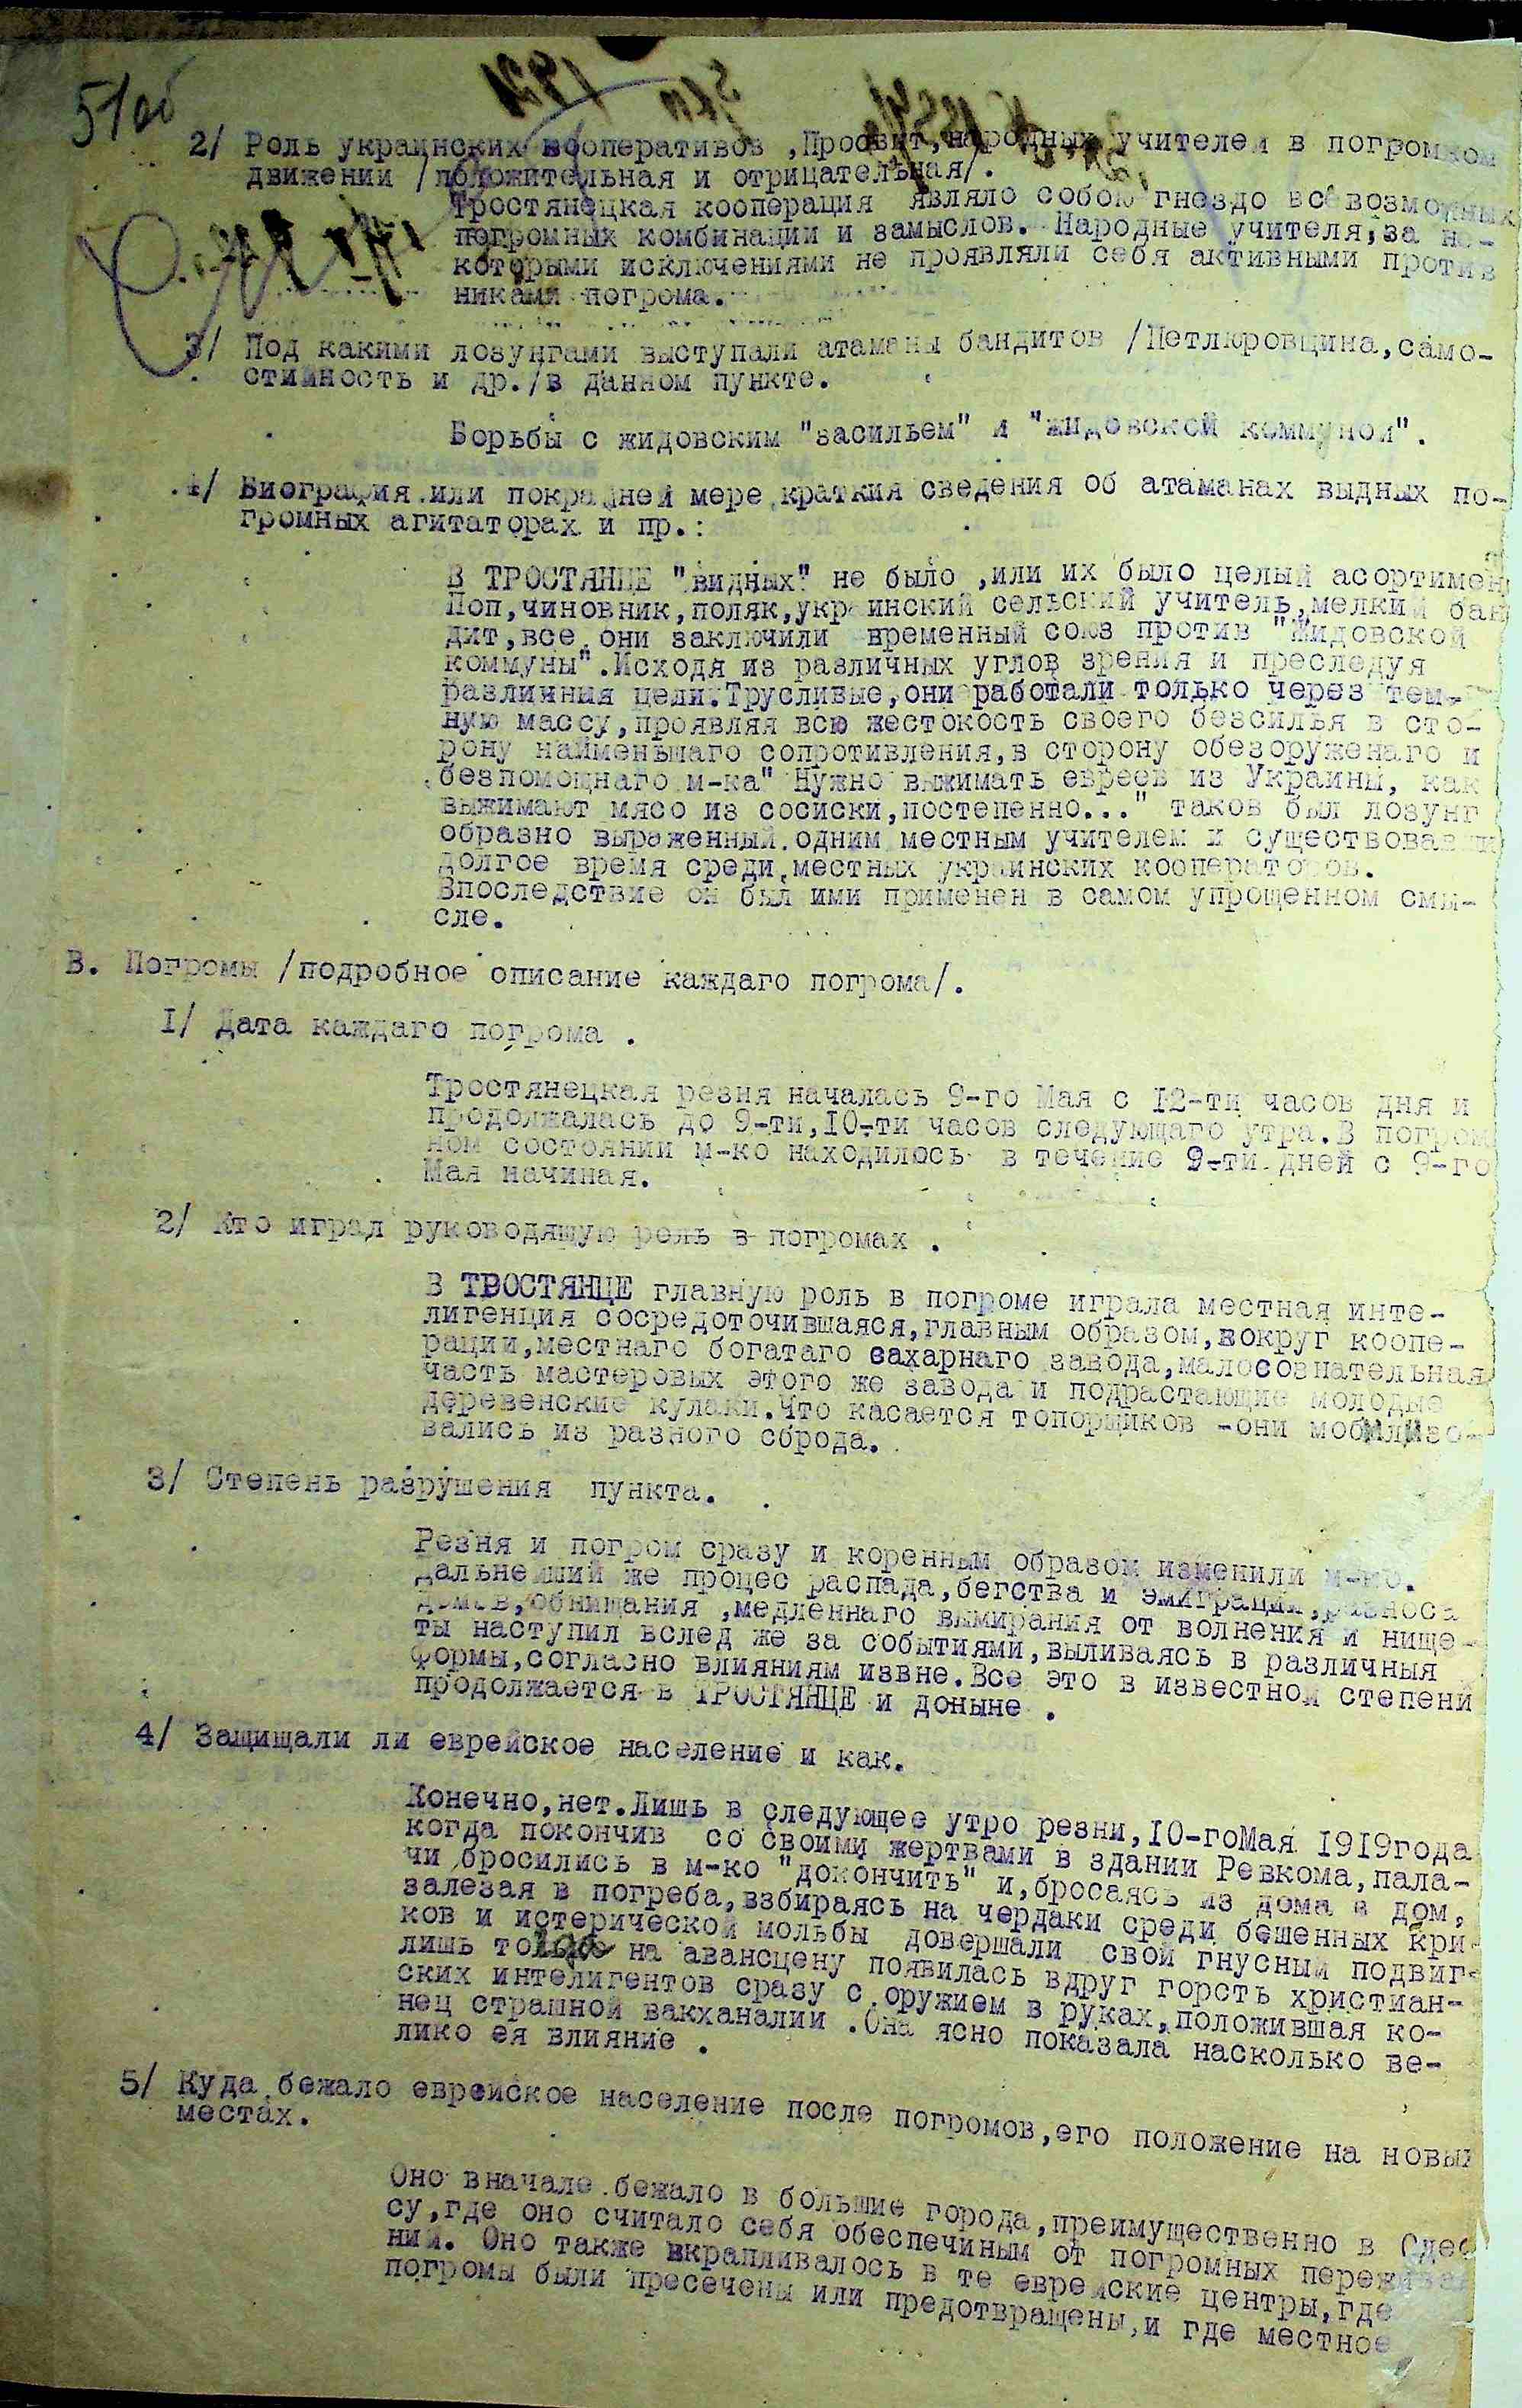 51об
2/ Роль украинских кооперативов ,Просвит,народных учителей в погромном
движении /положительная и отрицательная/.
Тростянецкая кооперация являло собою гнездо всевозможных
погромных комбинаций и замыслов. Народные учителя,за не-
которыми исключениями не проявляли себя активными против
никами погрома.
3/ Под какими лозунгами выступали атаманы бандитов /Петлюровщина,само-
стийность и др./в данном пункте.
Борьбы с жидовским "засильем" и "жидовской коммуной".
4/ Биография или покрайней мере краткия сведения об атаманах выдных по-
громных агитаторах и пр.:
В ТРОСТЯНЦЕ "видных" не было ,или их было целый асортимен
Поп,чиновник,поляк,украинский сельский учитель,мелкий бан
дит,все они заключили временный союз против "жидовской
коммуны".Исходя из различных углов зрения и преследуя
различныя цели.Трусливые,они работали только через тем-
ную массу,проявляя всю жестокость своего безсилья в сто-
рону найменьшаго сопротивления,в сторону обезоруженаго и
безпомощнаго м-ка" Нужно выжимать евреев из Украины, как
выжимают мясо из сосиски,постепенно..." таков был лозунг
образно выраженный одним местным учителем и существовавший
долгое время среди местных украинских кооператоров.
Впоследствие он был ими применен в самом упрощенном смы-
сле.
В. Погромы /подробное описание каждаго погрома/.
I/ Дата каждаго погрома .
Тростянецкая резня началась 9-го Мая с I2-ти часов дня и
продолжалась до 9-ти,I0-ти часов следующаго утра.В погром
ном состоянии м-ко находилось в течение 9-ти дней с 9-го
Мая начиная.
2/ Кто играл руководящую роль в погромах .
В ТРОСТЯНЦЕ главную роль в погроме играла местная инте-
лигенция сосредоточившаяся,главным образом,вокруг коопе-
рации,местнаго богатаго сахарнаго завода,малосознательная
часть мастеровых этого же завода и подрастающие молодые
деревенские кулаки.Что касается топорщиков -они мобилизо-
вались из разного сброда.
3/ Степень разрушения пункта.
Резня и погром сразу и коренным образом изменили м-ко.
Дальнейший же процес распада,бегства и эмиграции,разноса
домов,обнищания ,медленнаго вымирания от волнения и нище-
ты наступил вслед же за событиями,выливаясь в различныя
формы,согласно влияниям извне.Все это в известной степени
продолжается в ТРОСТЯНЦЕ и доныне .
4/ Защищали ли еврейское население и как.
Конечно,нет.Лишь в следующее утро резни,I0-гоМая I9I9года
когда покончив со своими жертвами в здании Ревкома,пала-
чи бросились в м-ко "докончить" и,бросаясь из дома в дом,
залезая в погреба,взбираясь на чердаки среди бешенных кри-
ков и истерической мольбы довершали свой гнусный подвиг-
лишь тогда на авансцену появилась вдруг горсть христиан-
ских интелигентов сразу с оружием в руках,положившая ко-
нец страшной вакханалии .Она ясно показала насколько ве-
лико ея влияние .
5/ Куда бежало еврейское население после погромов,его положение на новых
местах.
Оно вначале бежало в большие города,преимущественно в Одес
су,где оно считало себя обеспечиным от погромных пережива
ний. Оно также вкрапливалось в те еврейские центры,где
погромы были пресечены или предотвращены,и где местное